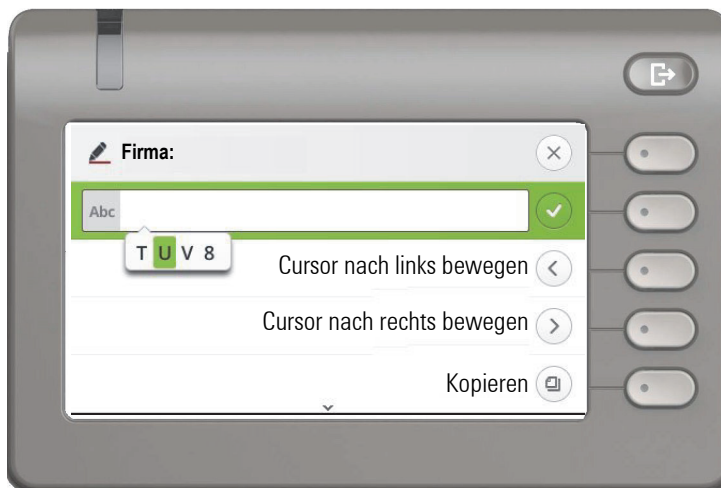 Firma:
Abc
T U V 8
Cursor nach links bewegen
Cursor nach rechts bewegen
Kopieren